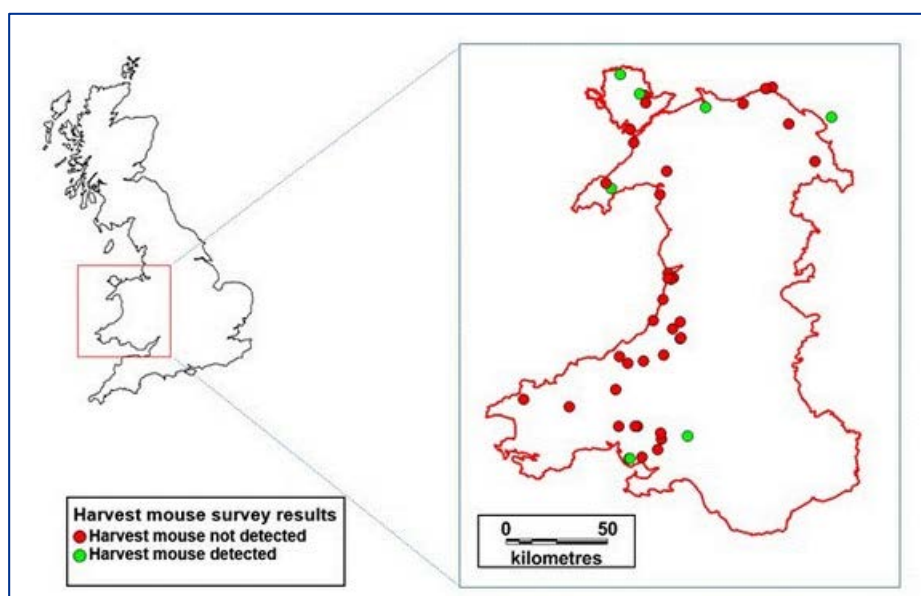 Harvest mouse survey results
Harvest mouse not detected
Harvest mouse detected
0 50
kilometres